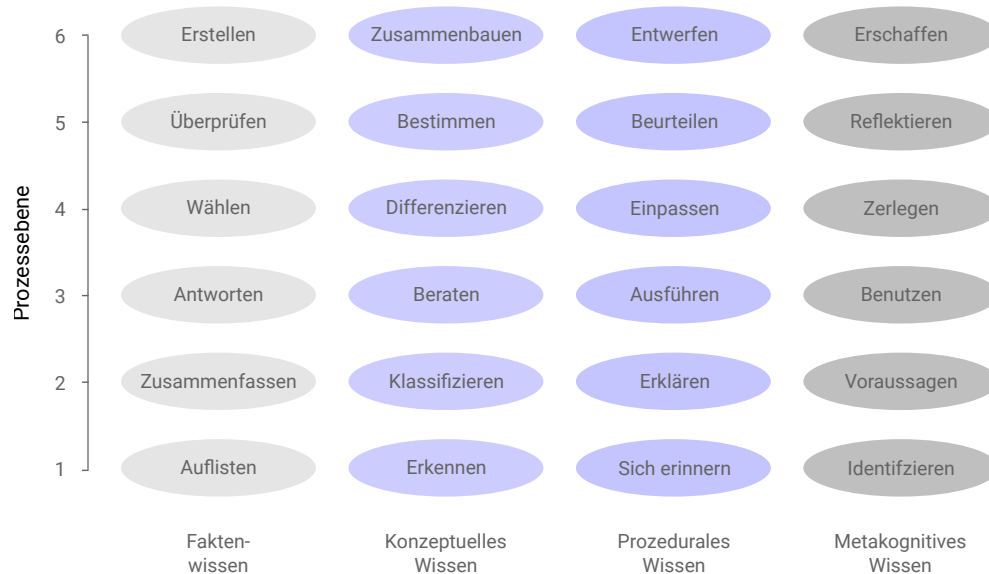 Prozessebene
6 Erstellen Zusammenbauen Entwerfen Erschaffen
5 Überprüfen Bestimmen Beurteilen Reflektieren
4 Wählen Differenzieren Einpassen Zerlegen
3 Antworten Beraten Ausführen Benutzen
2 Zusammenfassen Klassifizieren Erklären Voraussagen
1 Auflisten Erkennen Sich erinnern Identifzieren
Fakten-
wissen
Konzeptuelles
Wissen
Prozedurales
Wissen
Metakognitives
Wissen